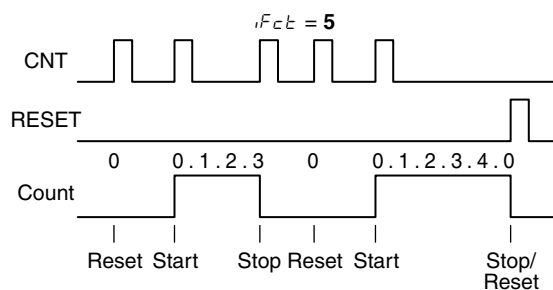 iFct = 5
CNT
RESET
0 0.1.2.3 0 0.1.2.3.4.0
Count
Reset Start Stop Reset Start Stop/
Reset